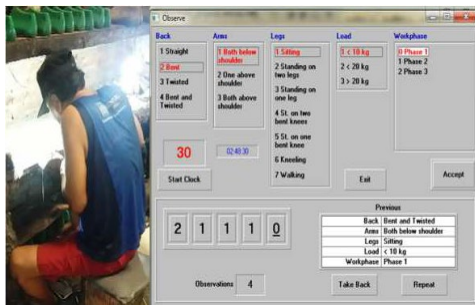 Observe
Back
1 Straight
2 Bent
3 Twisted
4 Bent and
Twisted
Arms
1 Both below
shoulder
2 One above
shoulder
3 Both above
shoulder
Legs
1 Sitting
2 Standing on
two legs
3 Standing on
one leg
4 St. on two
bent knees
5 St. on one
bent knee
6 Kneeling
7 Walking
Load
1 < 10 kg
2 < 20 kg
3 > 20 kg
Workphase
0 Phase 1
1 Phase 2
2 Phase 3
30
02:48:30
Start Clock
Exit
Accept
2 1 1 1 0
Observations 4
Previous
Back Bent and Twisted
Arms Both below shoulder
Legs Sitting
Load < 10 kg
Workphase Phase 1
Take Back
Repeat